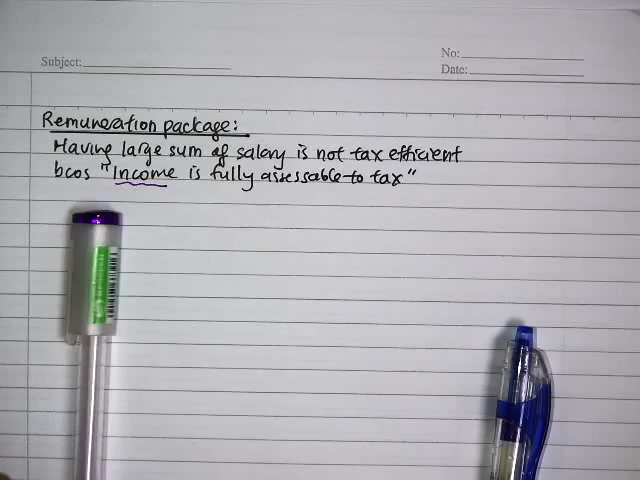 Subject:
No:
Date:
Remuneration package:
Having large sum of salary is not tax efficient
bcos "Income is fully assessable to tax"